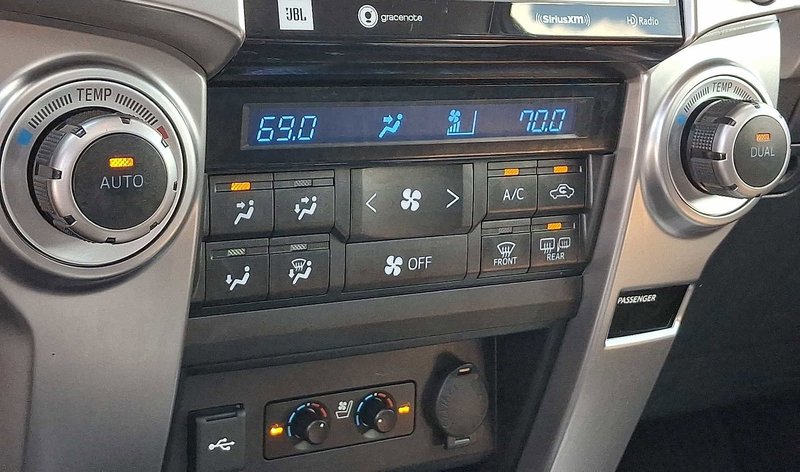 JBL
gracenote
SiriusXM
HD Radio
TEMP
AUTO
69.0
70.0
TEMP
DUAL
A/C
OFF
FRONT
REAR
PASSENGER